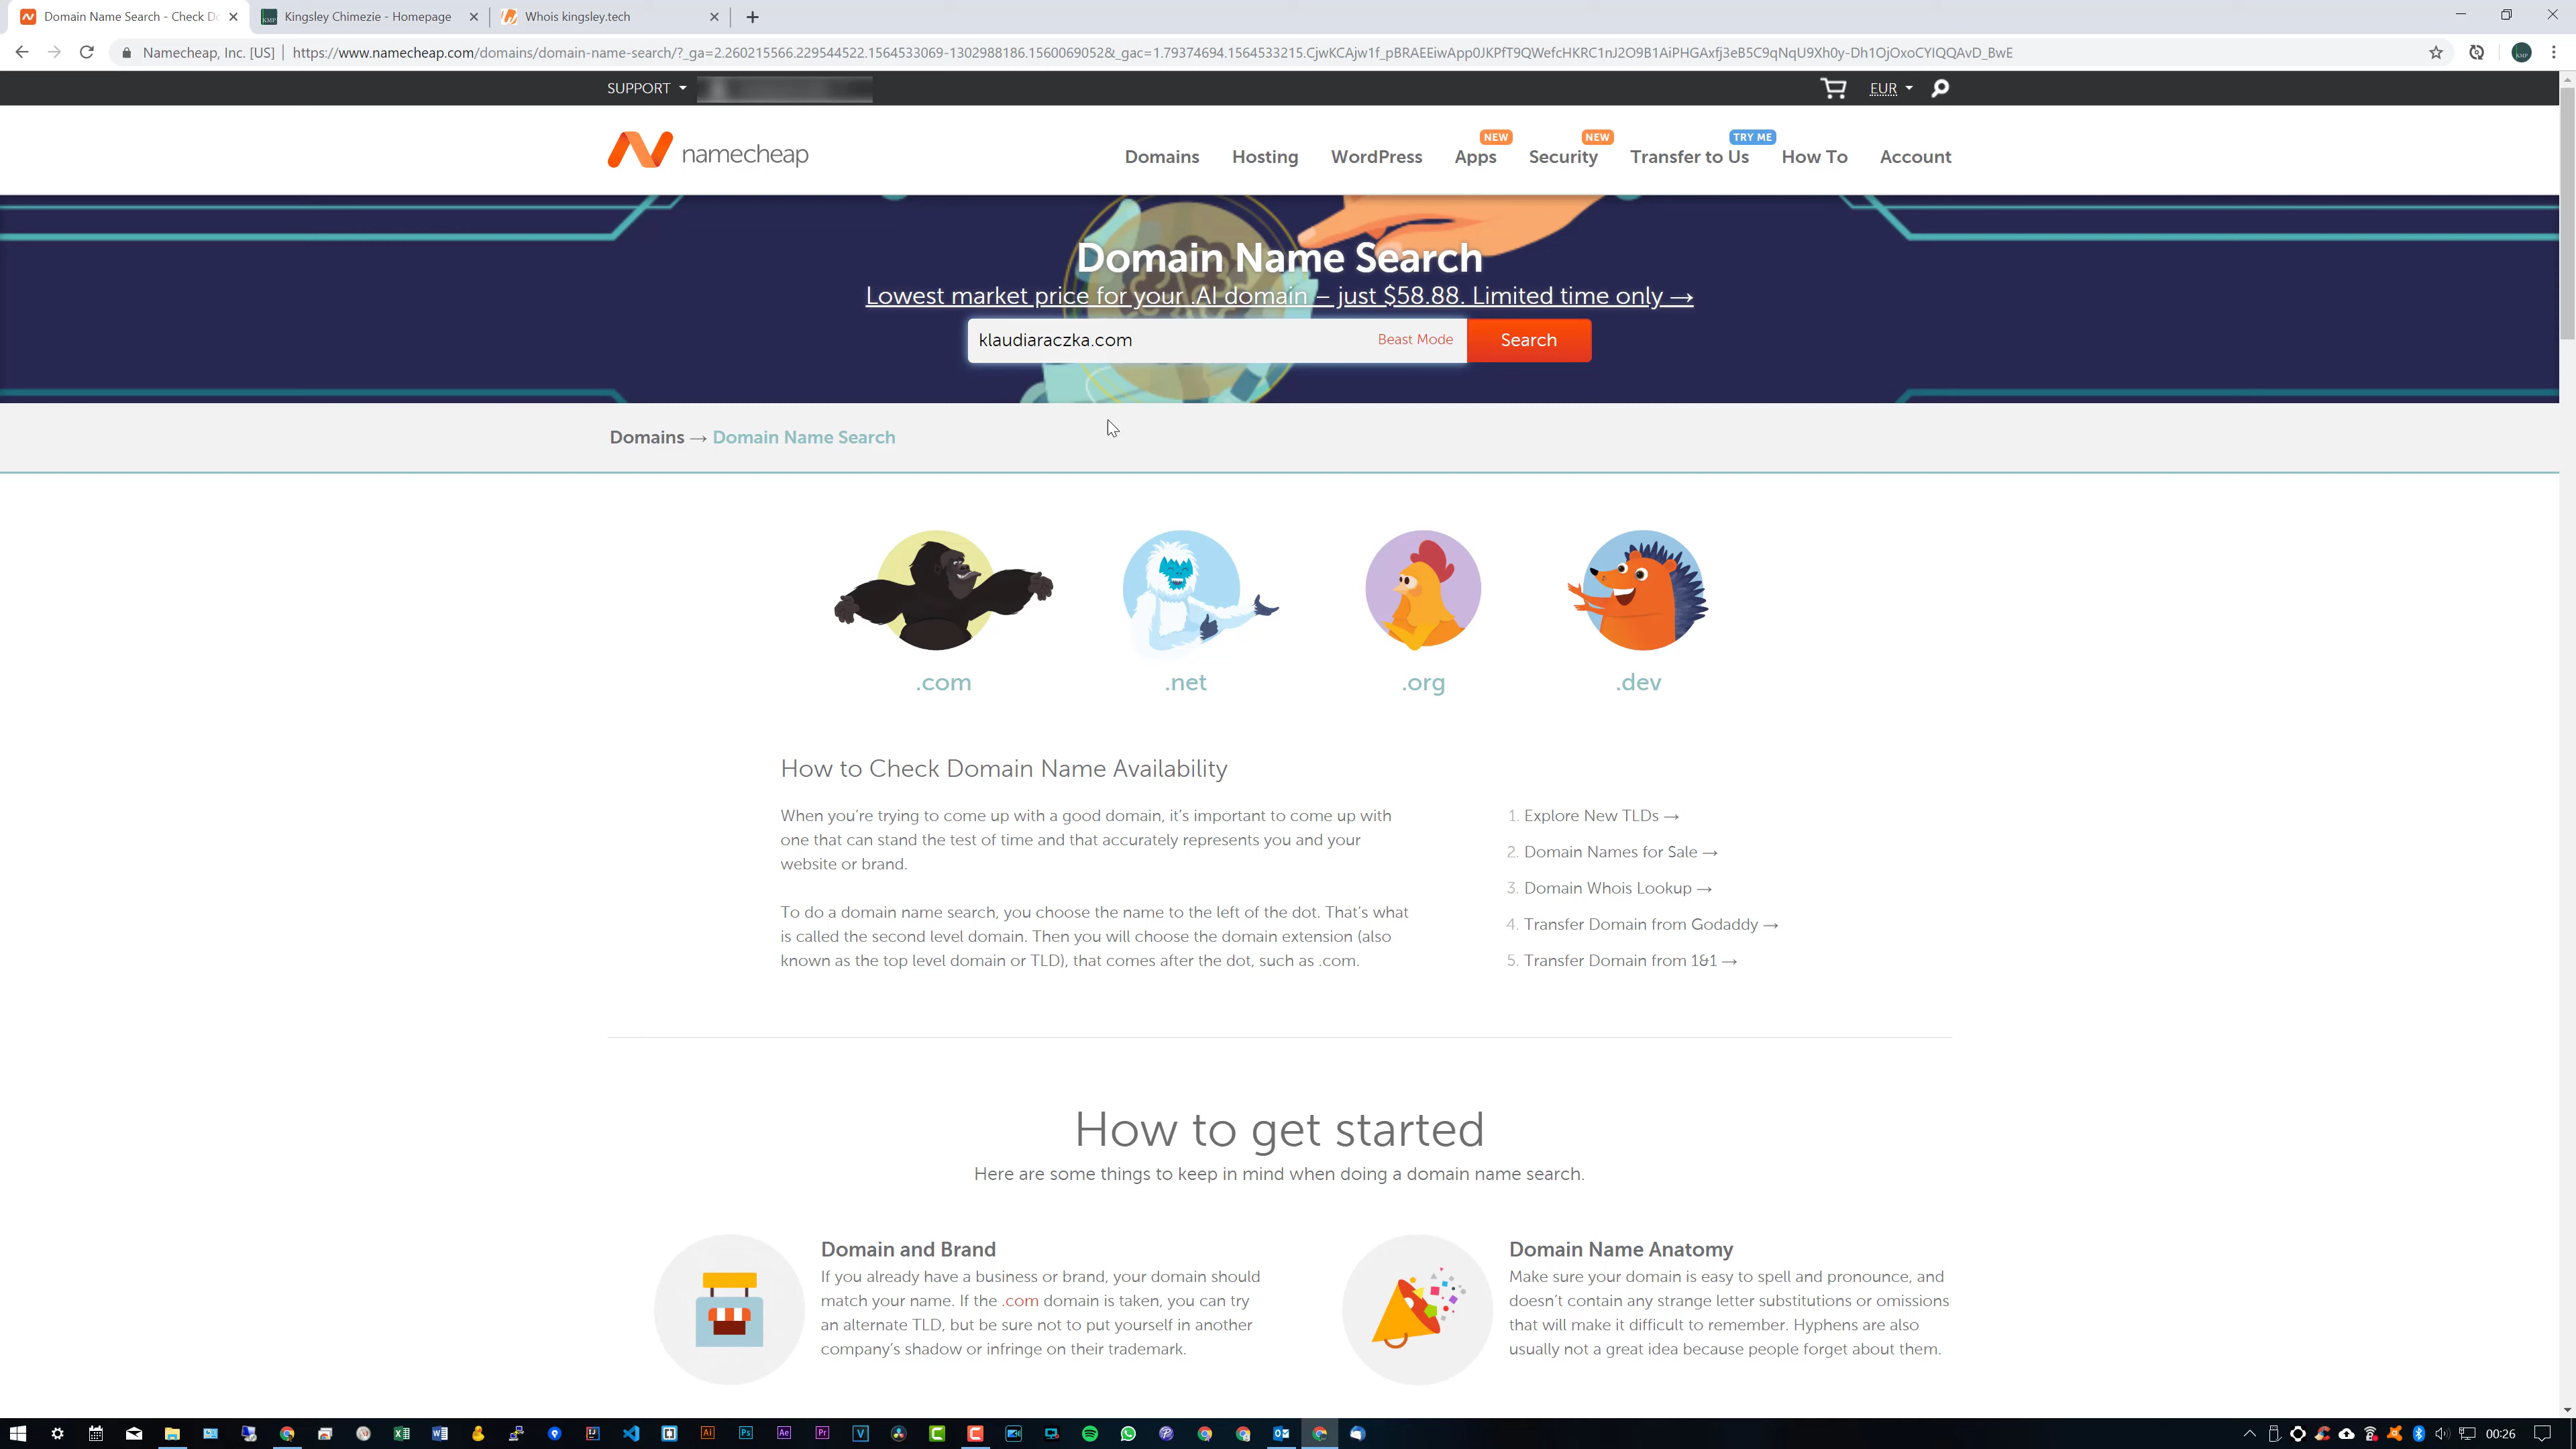 Domain Name Search - Check Do
Kingsley Chimezie - Homepage
Whois kingsley.tech
Namecheap, Inc. [US]
https://www.namecheap.com/domains/domain-name-search/?_ga=2.260215566.229544522.1564533069-1302988186.1560069052&_gac=1.79374694.1564533215.CjwKCAjw1f_pBRAEEiwApp0JKPfT9QWefcHKRC1nJ2O9B1AiPHGAxfj3eB5C9qNqU9Xh0y-Dh1OjOxoCYIQQAvD_BwE
SUPPORT
EUR
namecheap
Domains
Hosting
WordPress
Apps
NEW
Security
NEW
Transfer to Us
TRY ME
How To
Account
Domain Name Search
Lowest market price for your .AI domain – just $58.88. Limited time only →
klaudiaraczka.com
Beast Mode
Search
Domains → Domain Name Search
.com
.net
.org
.dev
How to Check Domain Name Availability
When you're trying to come up with a good domain, it's important to come up with
one that can stand the test of time and that accurately represents you and your
website or brand.
To do a domain name search, you choose the name to the left of the dot. That's what
is called the second level domain. Then you will choose the domain extension (also
known as the top level domain or TLD), that comes after the dot, such as .com.
1. Explore New TLDs →
2. Domain Names for Sale →
3. Domain Whois Lookup →
4. Transfer Domain from Godaddy →
5. Transfer Domain from 1&1 →
How to get started
Here are some things to keep in mind when doing a domain name search.
Domain and Brand
If you already have a business or brand, your domain should
match your name. If the .com domain is taken, you can try
an alternate TLD, but be sure not to put yourself in another
company's shadow or infringe on their trademark.
Domain Name Anatomy
Make sure your domain is easy to spell and pronounce, and
doesn't contain any strange letter substitutions or omissions
that will make it difficult to remember. Hyphens are also
usually not a great idea because people forget about them.
00:26